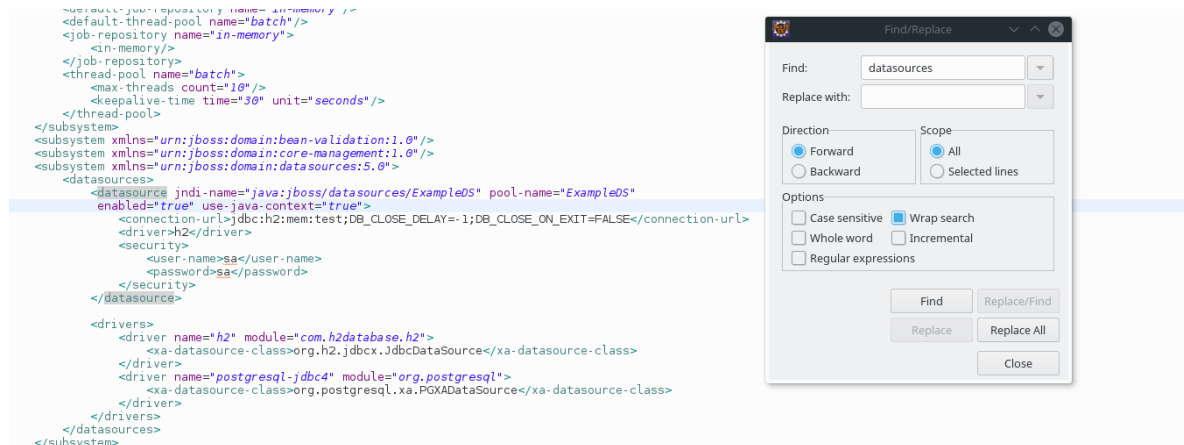 <default-job-repository name="in-memory"/>
<default-thread-pool name="batch"/>
<job-repository name="in-memory">
<in-memory/>
</job-repository>
<thread-pool name="batch">
<max-threads count="10"/>
<keepalive-time time="30" unit="seconds"/>
</thread-pool>
</subsystem>
<subsystem xmlns="urn:jboss:domain:bean-validation:1.0"/>
<subsystem xmlns="urn:jboss:domain:core-management:1.0"/>
<subsystem xmlns="urn:jboss:domain:datasources:5.0">
<datasources>
<datasource jndi-name="java:jboss/datasources/ExampleDS" pool-name="ExampleDS"
enabled="true" use-java-context="true">
<connection-url>jdbc:h2:mem:test;DB_CLOSE_DELAY=-1;DB_CLOSE_ON_EXIT=FALSE</connection-url>
<driver>h2</driver>
<security>
<user-name>sa</user-name>
<password>sa</password>
</security>
</datasource>
<drivers>
<driver name="h2" module="com.h2database.h2">
<xa-datasource-class>org.h2.jdbcx.JdbcDataSource</xa-datasource-class>
</driver>
<driver name="postgresql-jdbc4" module="org.postgresql">
<xa-datasource-class>org.postgresql.xa.PGXADataSource</xa-datasource-class>
</driver>
</drivers>
</datasources>
</subsystem>
Find/Replace
Find: datasources
Replace with:
Direction Scope
Forward All
Backward Selected lines
Options
Case sensitive Wrap search
Whole word Incremental
Regular expressions
Find Replace/Find
Replace Replace All
Close